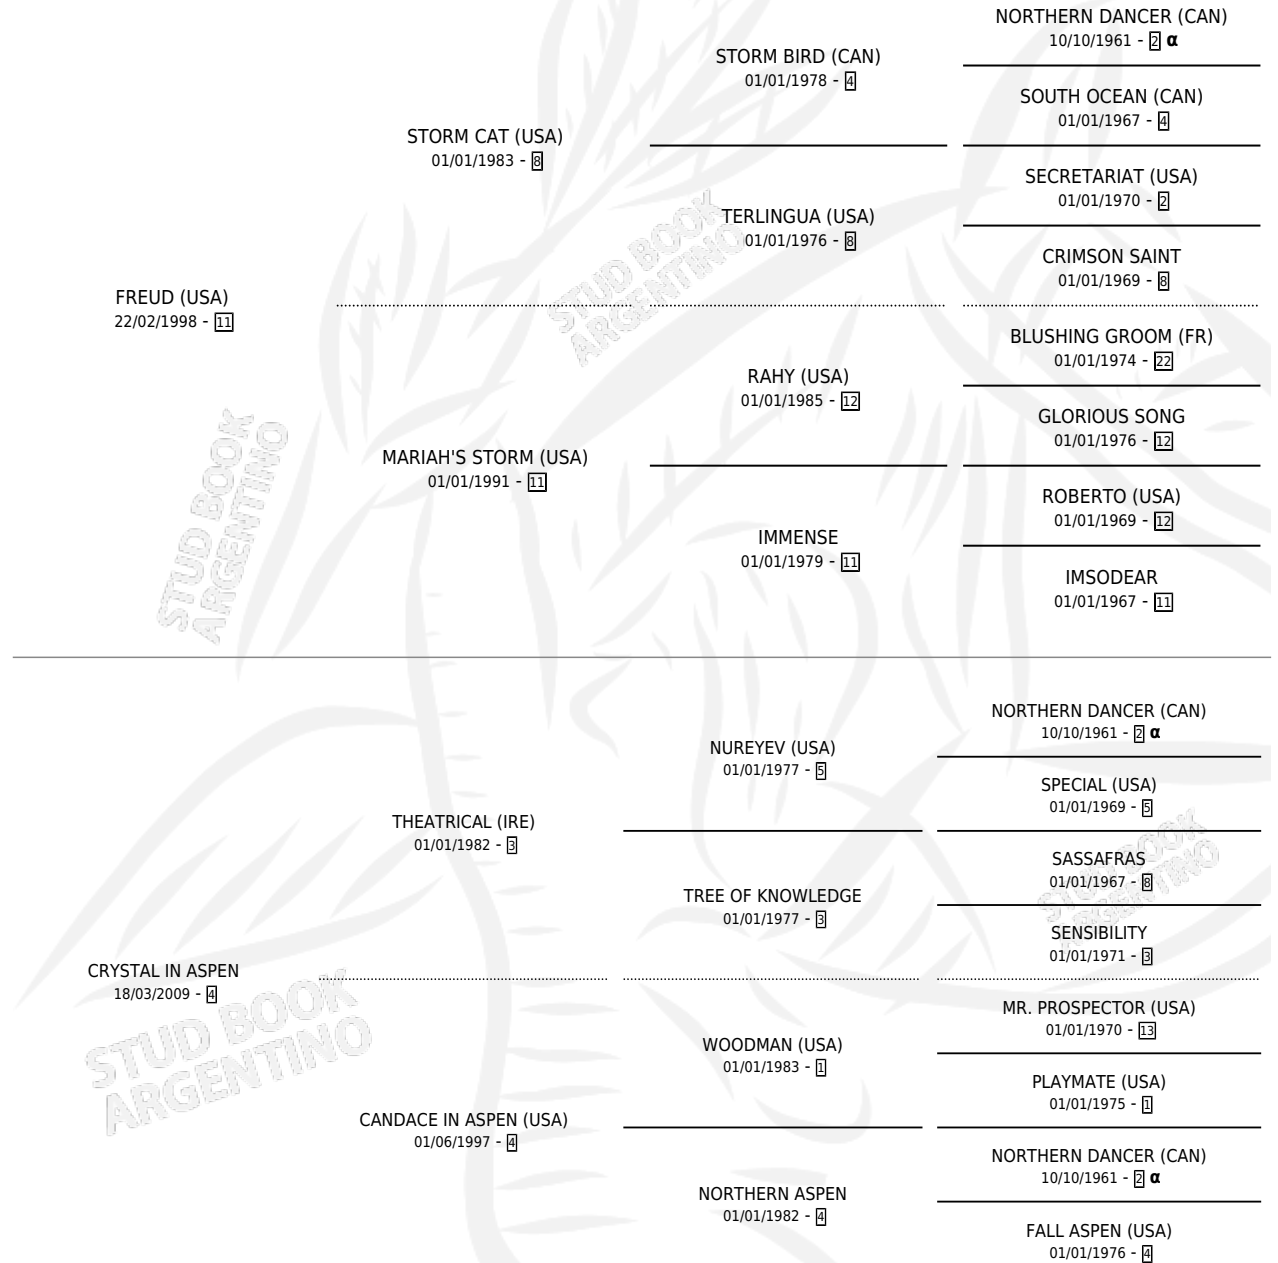 NORTHERN DANCER (CAN)
10/10/1961 - 2 α
STORM BIRD (CAN)
01/01/1978 - 4
SOUTH OCEAN (CAN)
01/01/1967 - 4
STORM CAT (USA)
01/01/1983 - 8
SECRETARIAT (USA)
01/01/1970 - 2
TERLINGUA (USA)
01/01/1976 - 8
CRIMSON SAINT
01/01/1969 - 8
STUD BOOK
ARGENTINO
FREUD (USA)
22/02/1998 - 11
BLUSHING GROOM (FR)
01/01/1974 - 22
RAHY (USA)
01/01/1985 - 12
GLORIOUS SONG
01/01/1976 - 12
MARIAH'S STORM (USA)
01/01/1991 - 11
ROBERTO (USA)
01/01/1969 - 12
IMMENSE
01/01/1979 - 11
IMSODEAR
01/01/1967 - 11
STUD BOOK
ARGENTINO
NORTHERN DANCER (CAN)
10/10/1961 - 2 α
NUREYEV (USA)
01/01/1977 - 5
SPECIAL (USA)
01/01/1969 - 5
THEATRICAL (IRE)
01/01/1982 - 3
SASSAFRAS
01/01/1967 - 8
TREE OF KNOWLEDGE
01/01/1977 - 3
SENSIBILITY
01/01/1971 - 3
STUD BOOK
ARGENTINO
CRYSTAL IN ASPEN
18/03/2009 - 4
MR. PROSPECTOR (USA)
01/01/1970 - 13
WOODMAN (USA)
01/01/1983 - 1
PLAYMATE (USA)
01/01/1975 - 1
CANDACE IN ASPEN (USA)
01/06/1997 - 4
NORTHERN DANCER (CAN)
10/10/1961 - 2 α
NORTHERN ASPEN
01/01/1982 - 4
FALL ASPEN (USA)
01/01/1976 - 4
STUD BOOK
ARGENTINO